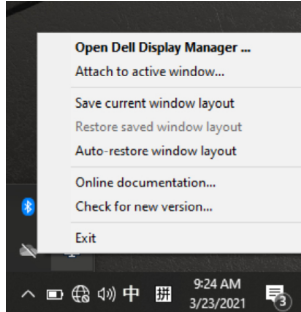 Open Dell Display Manager ...
Attach to active window...
Save current window layout
Restore saved window layout
Auto-restore window layout
Online documentation...
Check for new version...
Exit
9:24 AM
中 拼 3/23/2021 3